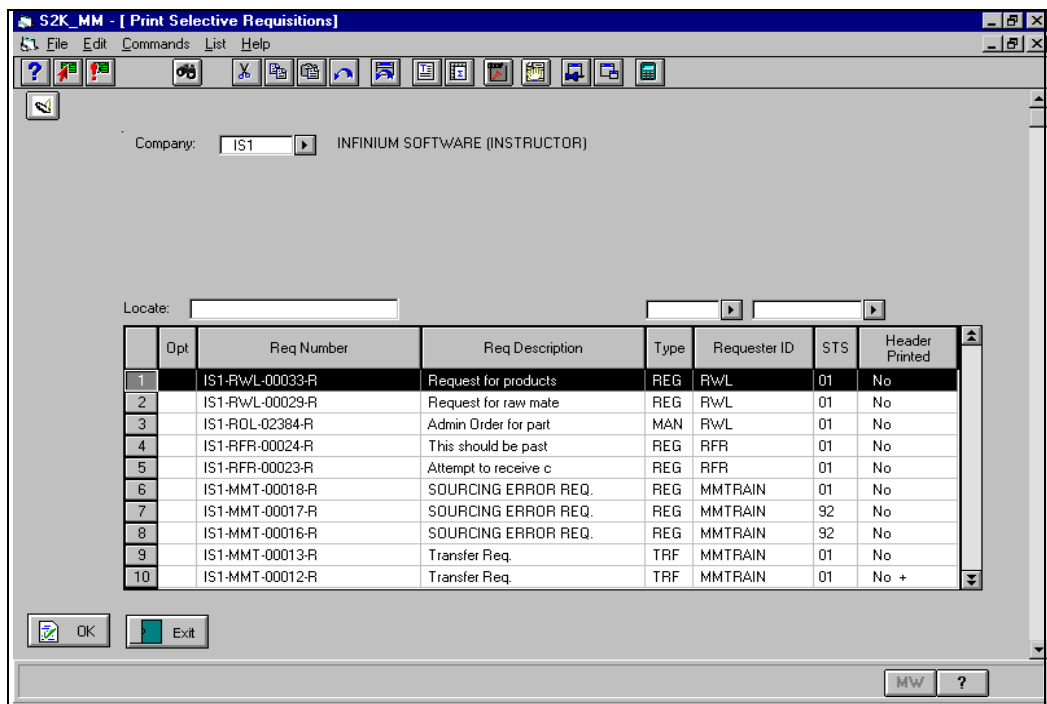 S2K_MM - [ Print Selective Requisitions]
File Edit Commands List Help
Company: IS1 INFINIUM SOFTWARE (INSTRUCTOR)
Locate:
Opt Req Number Req Description Type Requester ID STS Header Printed
1 IS1-RWL-00033-R Request for products REG RWL 01 No
2 IS1-RWL-00029-R Request for raw mate REG RWL 01 No
3 IS1-ROL-02384-R Admin Order for part MAN RWL 01 No
4 IS1-RFR-00024-R This should be past REG RFR 01 No
5 IS1-RFR-00023-R Attempt to receive c REG RFR 01 No
6 IS1-MMT-00018-R SOURCING ERROR REQ. REG MMTRAIN 01 No
7 IS1-MMT-00017-R SOURCING ERROR REQ. REG MMTRAIN 92 No
8 IS1-MMT-00016-R SOURCING ERROR REQ. REG MMTRAIN 92 No
9 IS1-MMT-00013-R Transfer Req. TRF MMTRAIN 01 No
10 IS1-MMT-00012-R Transfer Req. TRF MMTRAIN 01 No +
OK Exit
MW ?